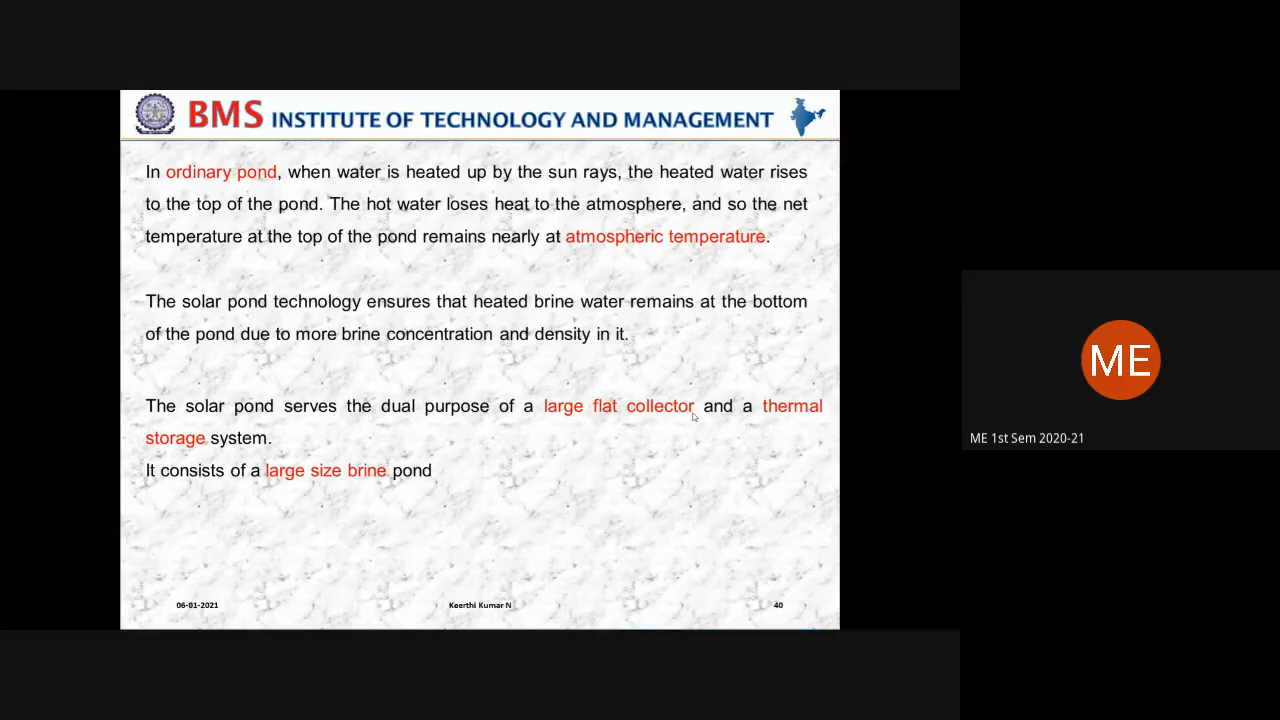 BMS INSTITUTE OF TECHNOLOGY AND MANAGEMENT
In ordinary pond, when water is heated up by the sun rays, the heated water rises
to the top of the pond. The hot water loses heat to the atmosphere, and so the net
temperature at the top of the pond remains nearly at atmospheric temperature.
The solar pond technology ensures that heated brine water remains at the bottom
of the pond due to more brine concentration and density in it.
The solar pond serves the dual purpose of a large flat collector and a thermal
storage system.
It consists of a large size brine pond
06-01-2021 Keerthi Kumar N 40
ME
ME 1st Sem 2020-21